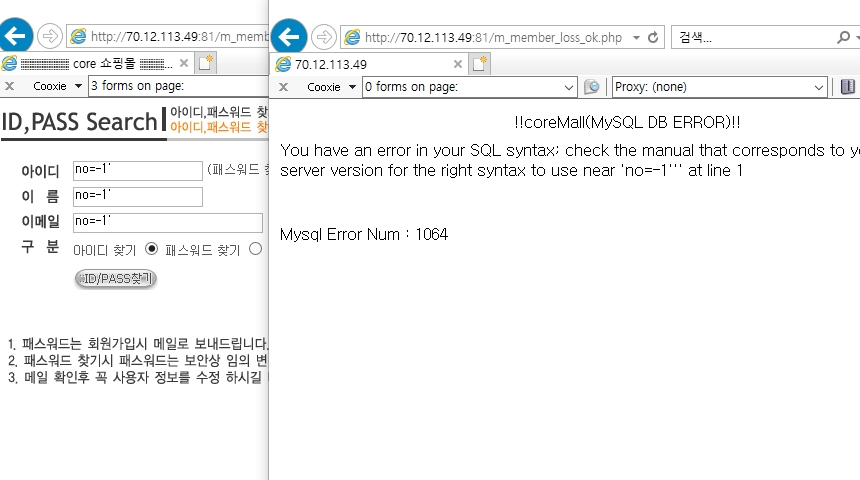 http://70.12.113.49:81/m_memb
core 쇼핑몰
Cooxie 3 forms on page:
ID,PASS Search
아이디,패스워드 찾
아이디,패스워드 찾
아이디 no=-1' (패스워드 찾
이 름 no=-1'
이메일 no=-1'
구 분 아이디 찾기 패스워드 찾기
ID/PASS찾기
1. 패스워드는 회원가입시 메일로 보내드립니다.
2. 패스워드 찾기시 패스워드는 보안상 임의 변
3. 메일 확인후 꼭 사용자 정보를 수정 하시길
http://70.12.113.49:81/m_member_loss_ok.php 검색...
70.12.113.49
Cooxie 0 forms on page: Proxy: (none)
!!coreMall(MySQL DB ERROR)!!
You have an error in your SQL syntax; check the manual that corresponds to yo
server version for the right syntax to use near 'no=-1''' at line 1
Mysql Error Num : 1064